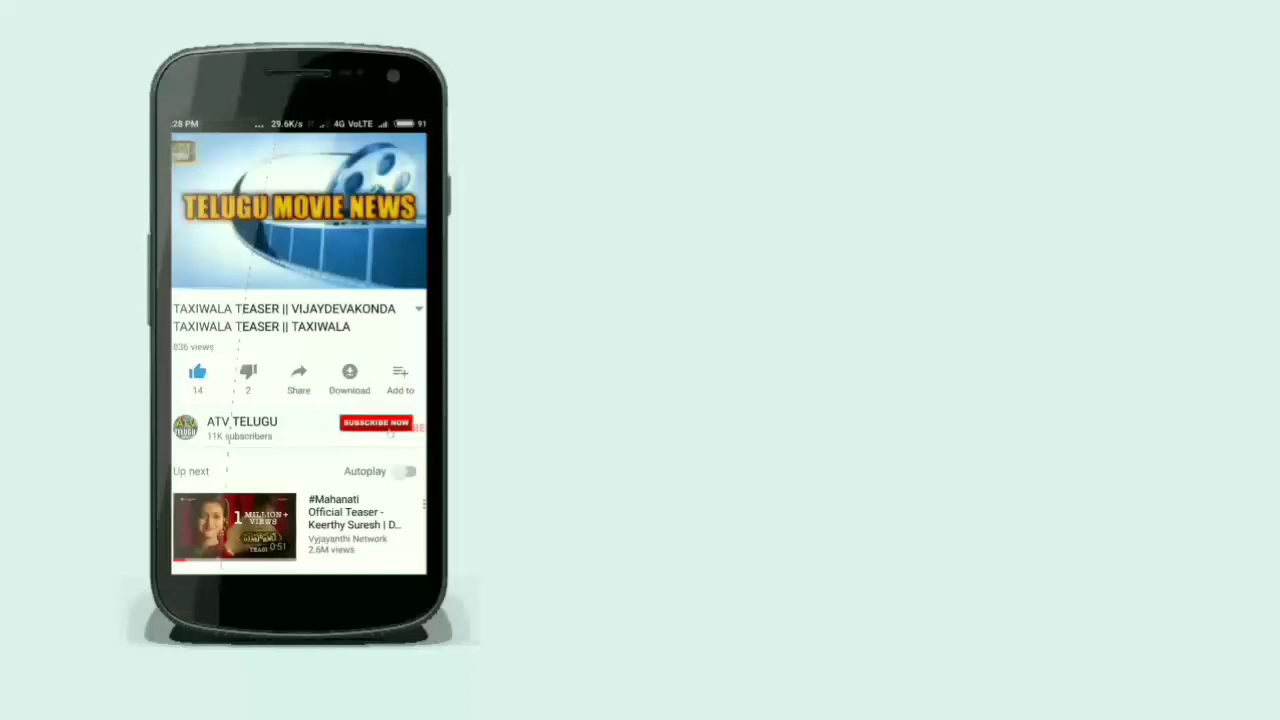 :28 PM ... 29.6K/s 4G VoLTE 91
TELUGU MOVIE NEWS
TAXIWALA TEASER || VIJAYDEVAKONDA
TAXIWALA TEASER || TAXIWALA
836 views
14 2 Share Download Add to
ATV TELUGU
SUBSCRIBE NOW
11K subscribers
Up next Autoplay
#Mahanati
Official Teaser -
Keerthy Suresh | D...
Vyjayanthi Network
2.6M views
1 MILLION+
VIEWS
0:51